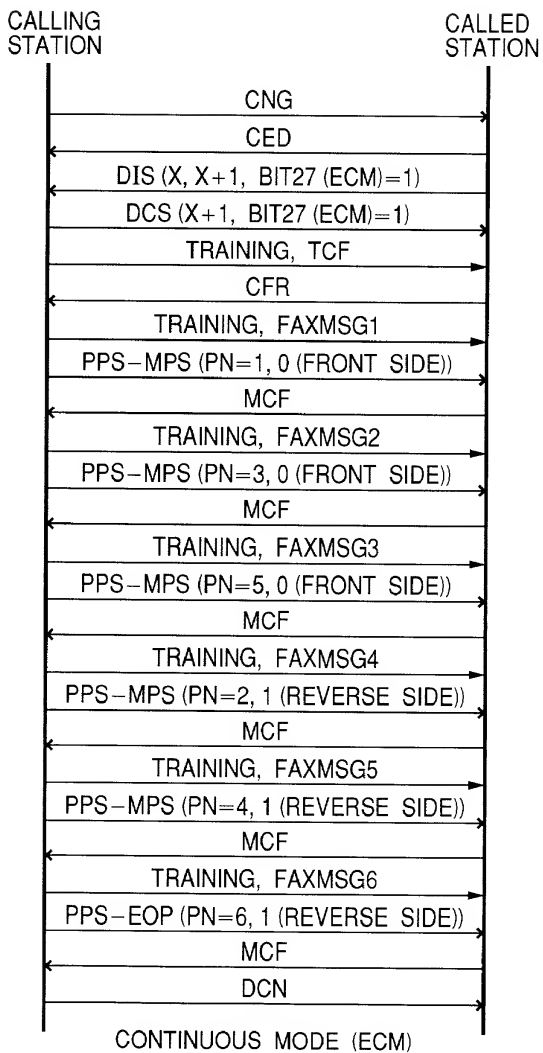 CALLING
STATION
CALLED
STATION
CNG
CED
DIS (X, X+1, BIT27 (ECM)=1)
DCS (X+1, BIT27 (ECM)=1)
TRAINING, TCF
CFR
TRAINING, FAXMSG1
PPS-MPS (PN=1, 0 (FRONT SIDE))
MCF
TRAINING, FAXMSG2
PPS-MPS (PN=3, 0 (FRONT SIDE))
MCF
TRAINING, FAXMSG3
PPS-MPS (PN=5, 0 (FRONT SIDE))
MCF
TRAINING, FAXMSG4
PPS-MPS (PN=2, 1 (REVERSE SIDE))
MCF
TRAINING, FAXMSG5
PPS-MPS (PN=4, 1 (REVERSE SIDE))
MCF
TRAINING, FAXMSG6
PPS-EOP (PN=6, 1 (REVERSE SIDE))
MCF
DCN
CONTINUOUS MODE (ECM)